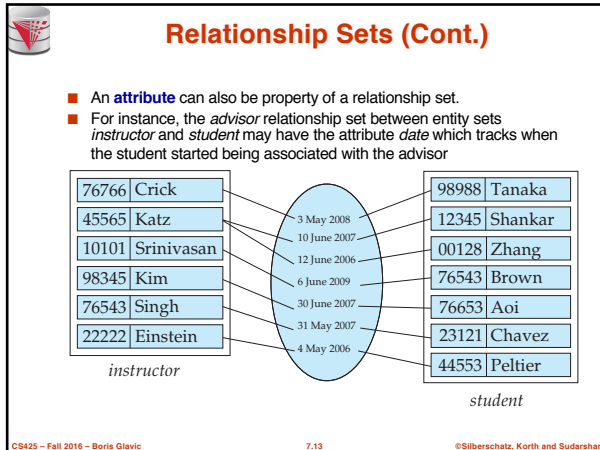 Relationship Sets (Cont.)
An attribute can also be property of a relationship set.
For instance, the advisor relationship set between entity sets
instructor and student may have the attribute date which tracks when
the student started being associated with the advisor
76766 Crick
45565 Katz
10101 Srinivasan
98345 Kim
76543 Singh
22222 Einstein
instructor
3 May 2008
10 June 2007
12 June 2006
6 June 2009
30 June 2007
31 May 2007
4 May 2006
98988 Tanaka
12345 Shankar
00128 Zhang
76543 Brown
76653 Aoi
23121 Chavez
44553 Peltier
student
CS425 – Fall 2016 – Boris Glavic
7.13
©Silberschatz, Korth and Sudarshan